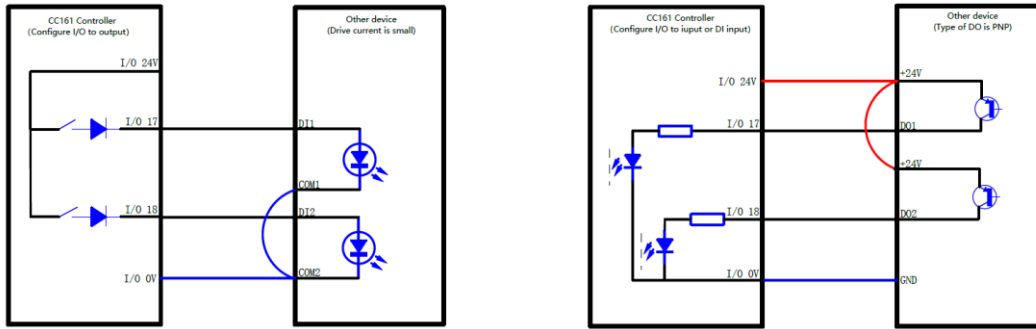 CC161 Controller
(Configure I/O to output)
Other device
(Drive current is small)
I/O 24V
I/O 17
DI1
COM1
I/O 18
DI2
I/O 0V
COM2
CC161 Controller
(Configure I/O to iuput or DI input)
Other device
(Type of DO is PNP)
I/O 24V
+24V
I/O 17
DO1
+24V
I/O 18
DO2
I/O 0V
GND